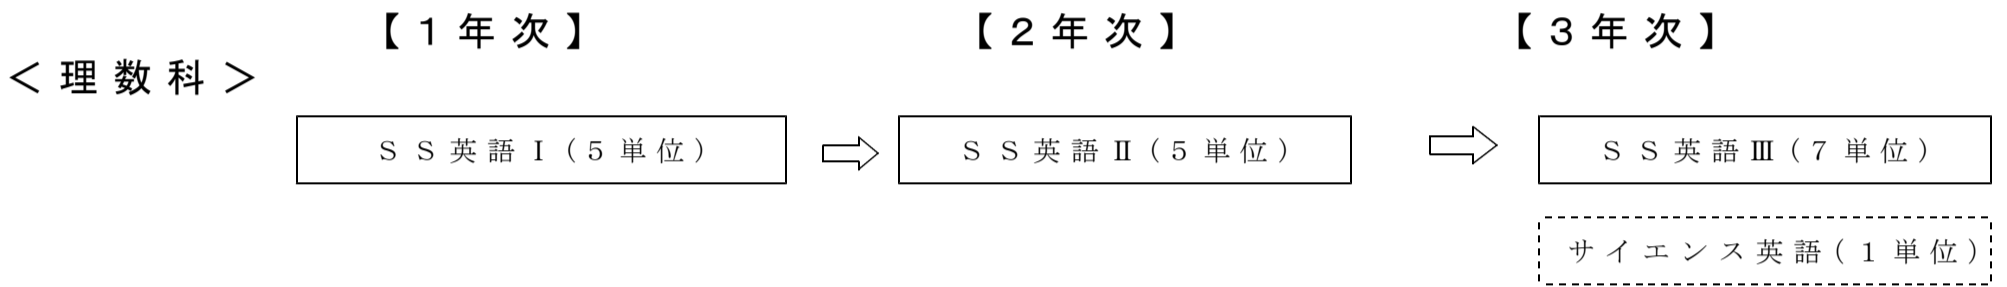 【１年次】 【２年次】 【３年次】
＜理数科＞
ＳＳ英語Ⅰ（５単位） ＳＳ英語Ⅱ（５単位） ＳＳ英語Ⅲ（７単位）
サイエンス英語（１単位）